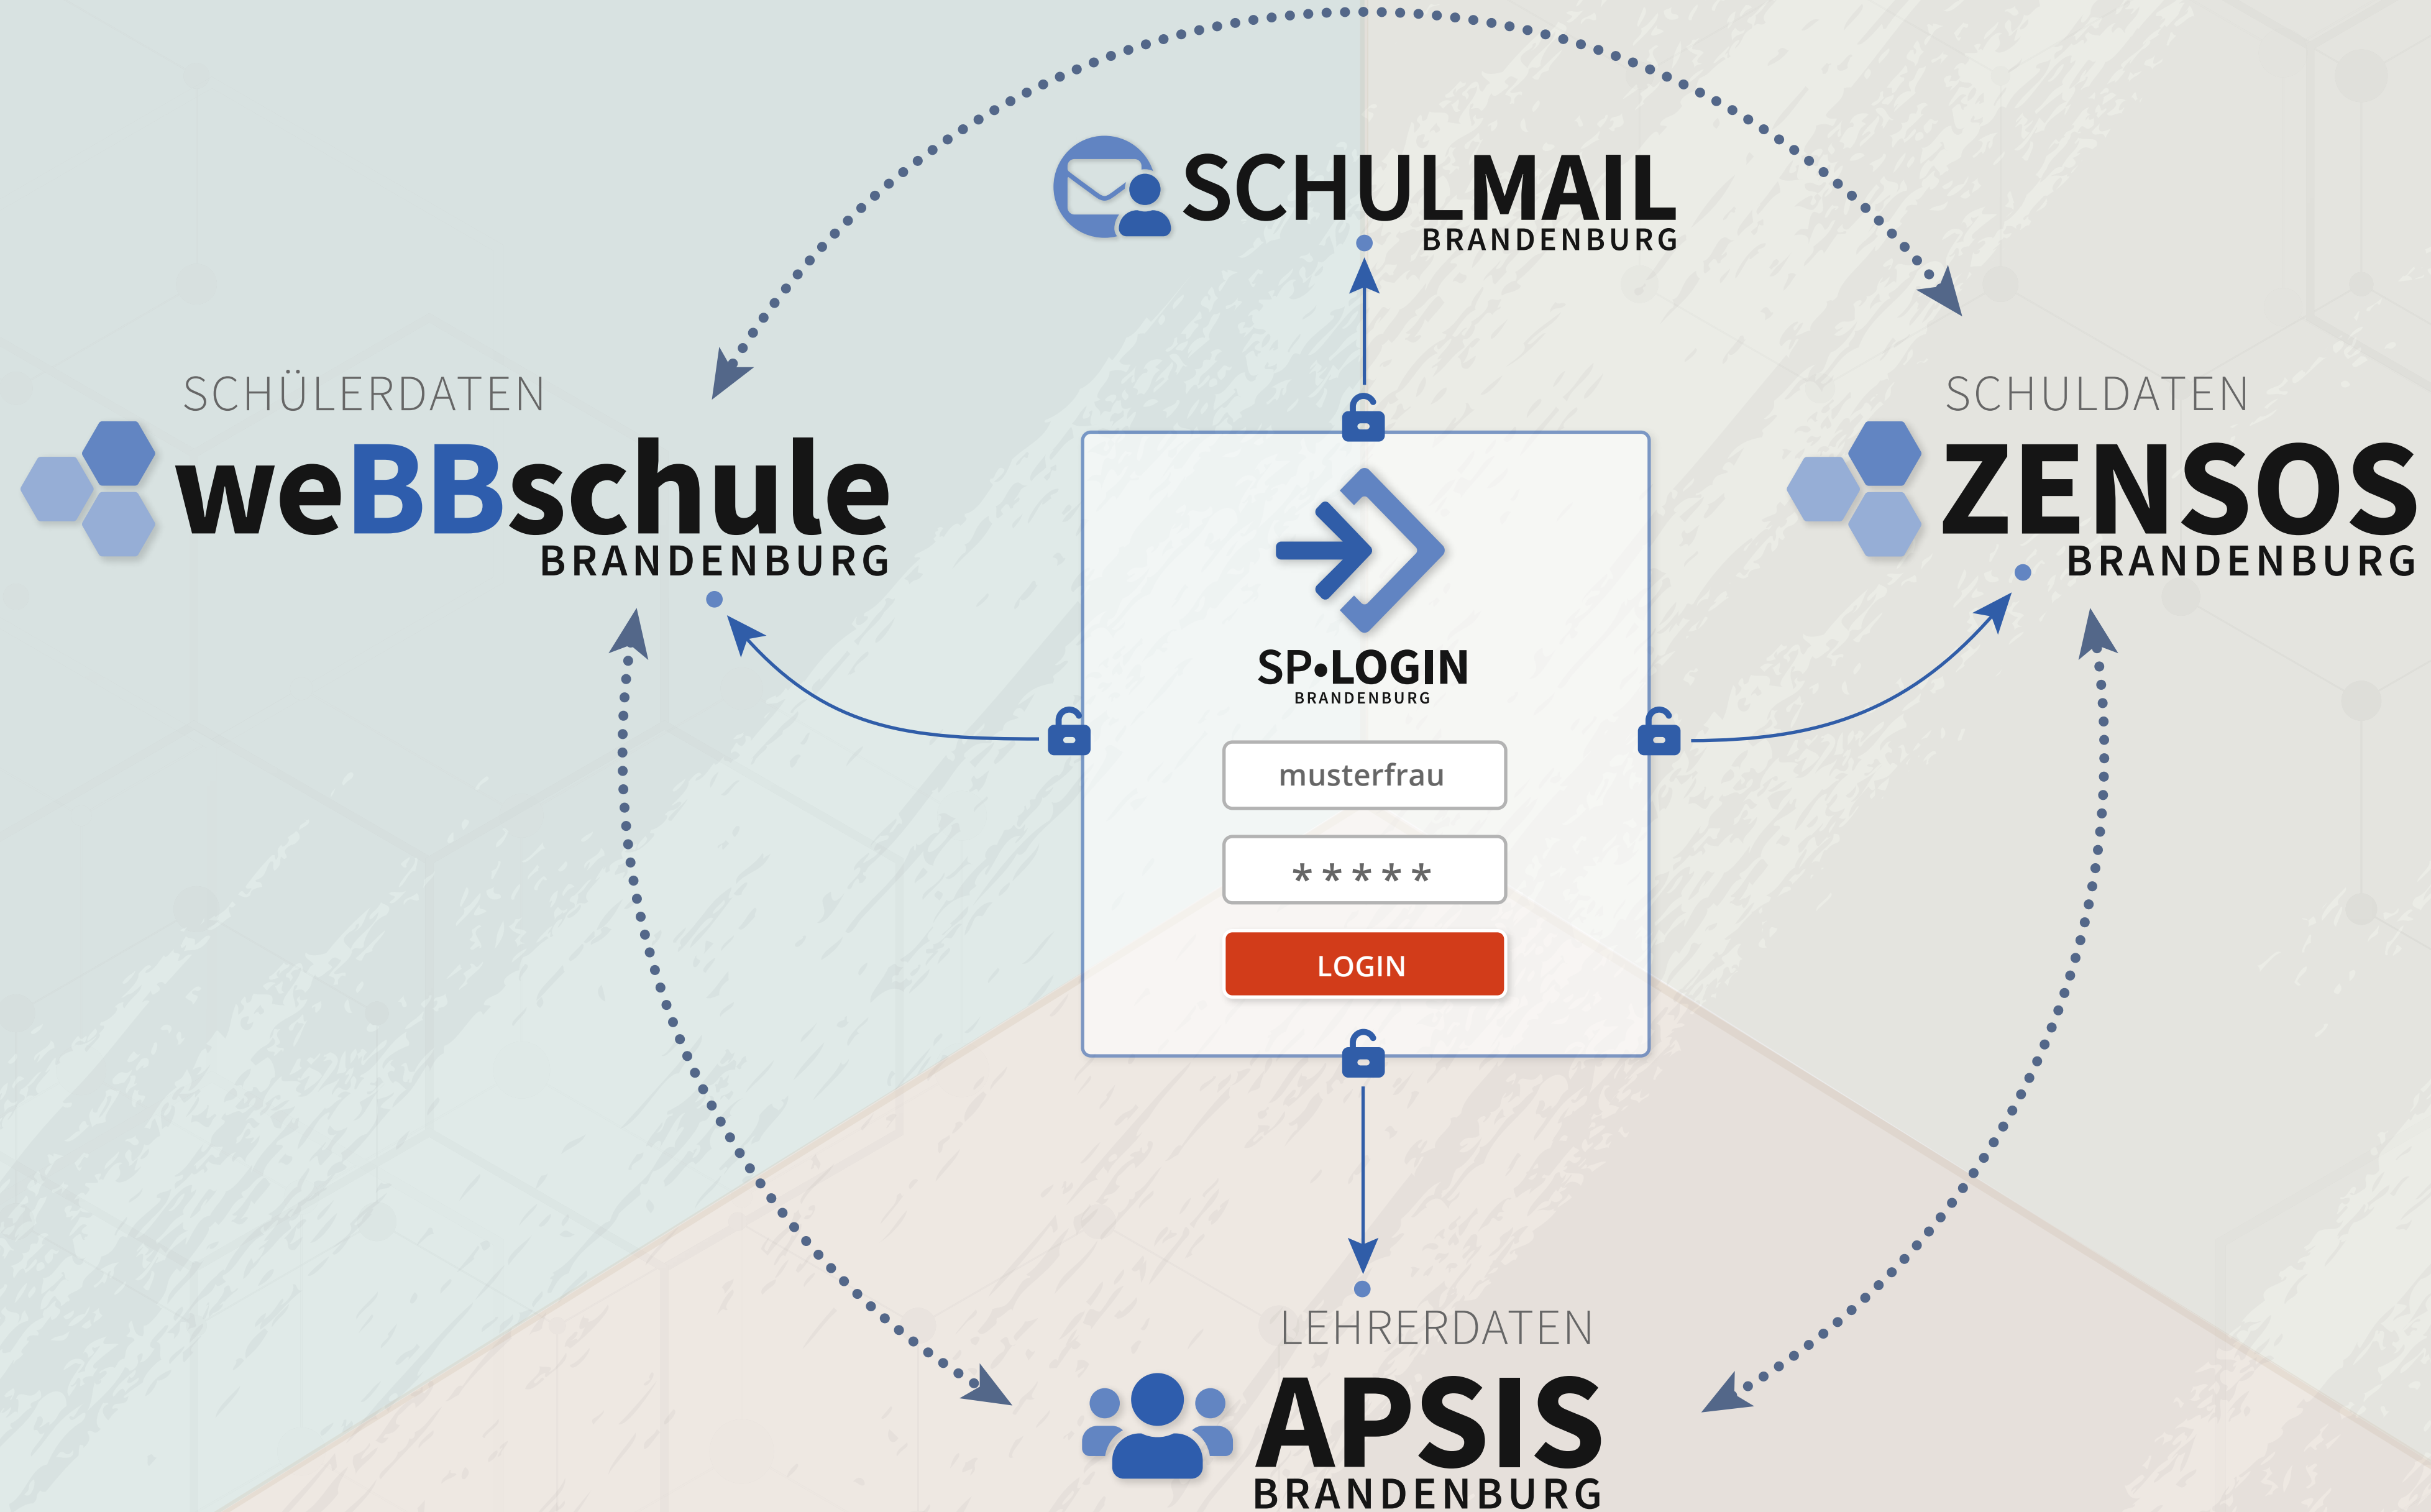 SCHULMAIL
BRANDENBURG
SCHÜLERDATEN
weBBschule
BRANDENBURG
SCHULDATEN
ZENSOS
BRANDENBURG
SP•LOGIN
BRANDENBURG
musterfrau
*****
LOGIN
LEHRERDATEN
APSIS
BRANDENBURG